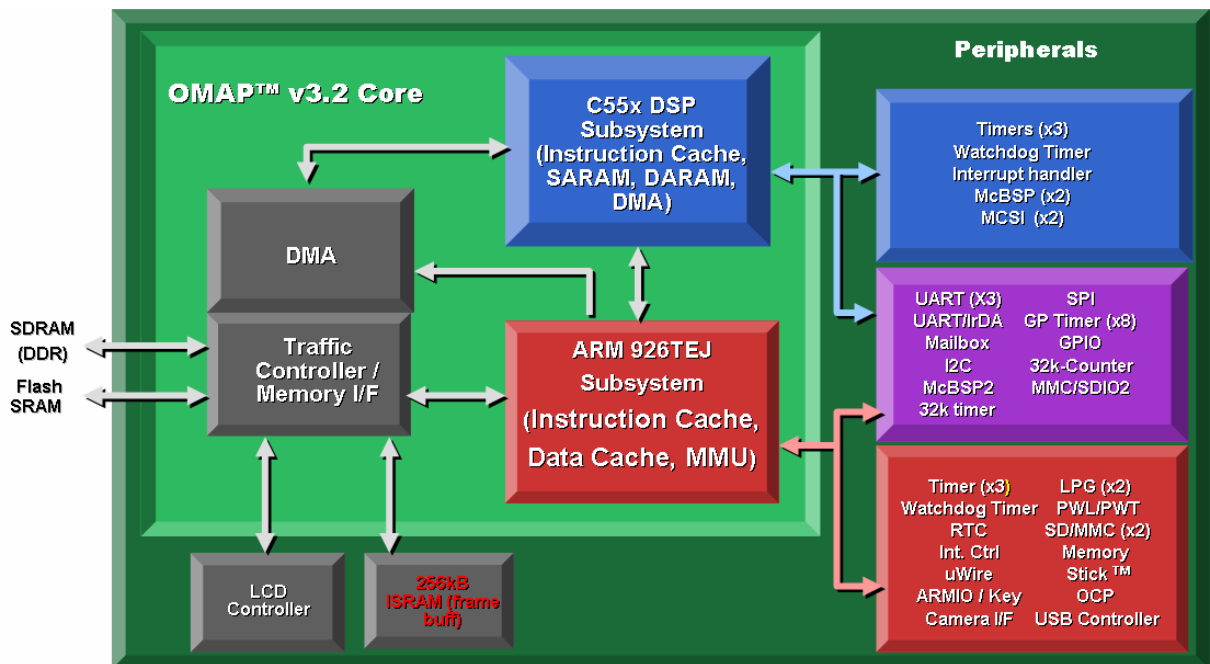 Peripherals
OMAP™ v3.2 Core
C55x DSP
Subsystem
(Instruction Cache,
SARAM, DARAM,
DMA)
Timers (x3)
Watchdog Timer
Interrupt handler
McBSP (x2)
MCSI (x2)
DMA
UART (X3)
UART/IrDA
Mailbox
I2C
McBSP2
32k timer
SPI
GP Timer (x8)
GPIO
32k-Counter
MMC/SDIO2
SDRAM
(DDR)
Flash
SRAM
Traffic
Controller /
Memory I/F
ARM 926TEJ
Subsystem
(Instruction Cache,
Data Cache, MMU)
Timer (x3)
Watchdog Timer
RTC
Int. Ctrl
uWire
ARMIO / Key
Camera I/F
LPG (x2)
PWL/PWT
SD/MMC (x2)
Memory
Stick ™
OCP
USB Controller
LCD
Controller
256kB
ISRAM (frame
buff)